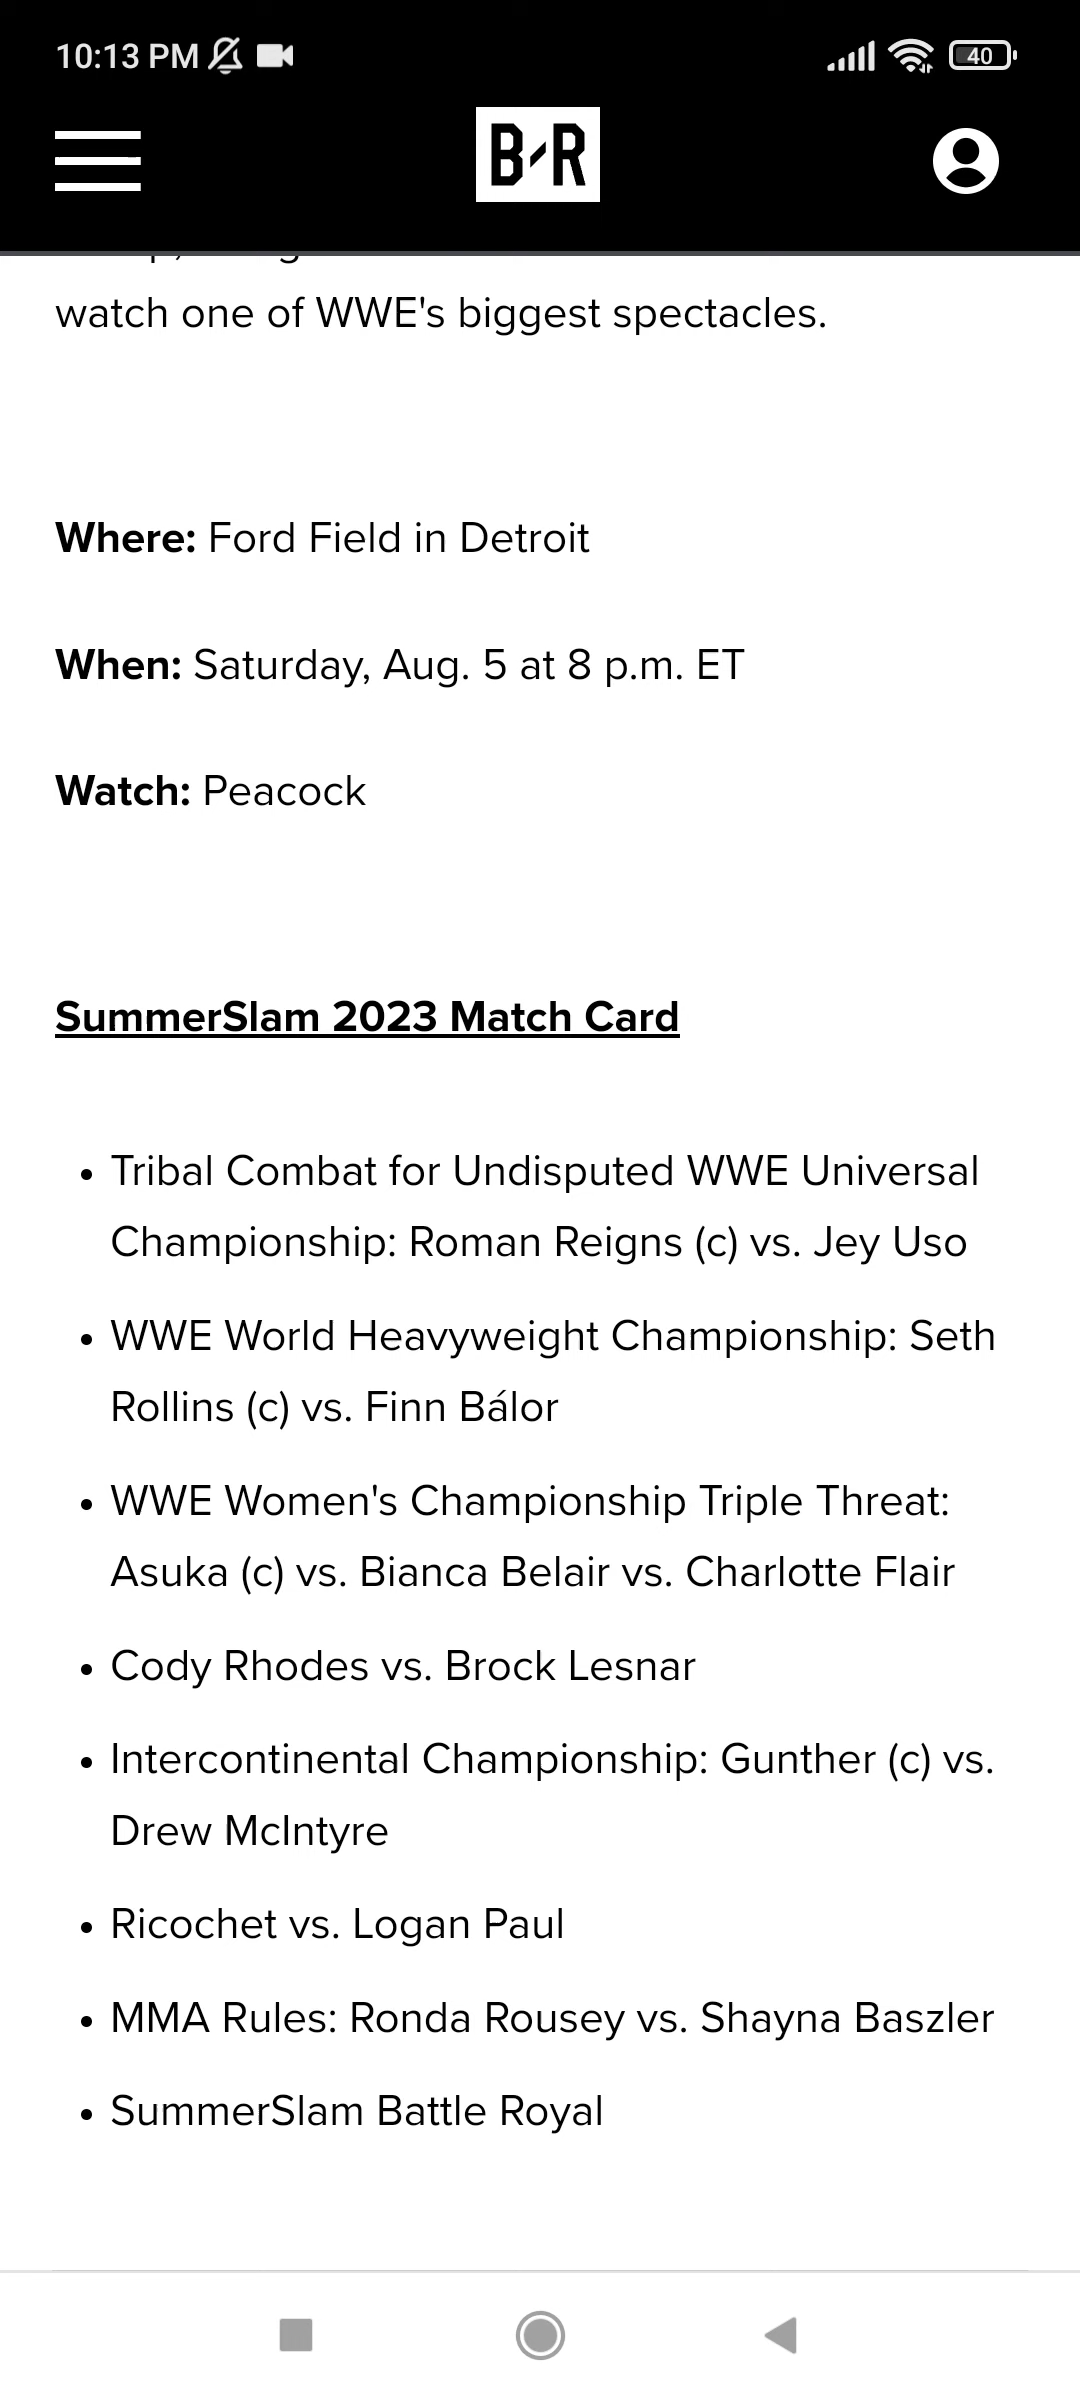 10:13 PM
40
B/R
watch one of WWE's biggest spectacles.
Where: Ford Field in Detroit
When: Saturday, Aug. 5 at 8 p.m. ET
Watch: Peacock
SummerSlam 2023 Match Card
• Tribal Combat for Undisputed WWE Universal
Championship: Roman Reigns (c) vs. Jey Uso
• WWE World Heavyweight Championship: Seth
Rollins (c) vs. Finn Bálor
• WWE Women's Championship Triple Threat:
Asuka (c) vs. Bianca Belair vs. Charlotte Flair
• Cody Rhodes vs. Brock Lesnar
• Intercontinental Championship: Gunther (c) vs.
Drew McIntyre
• Ricochet vs. Logan Paul
• MMA Rules: Ronda Rousey vs. Shayna Baszler
• SummerSlam Battle Royal